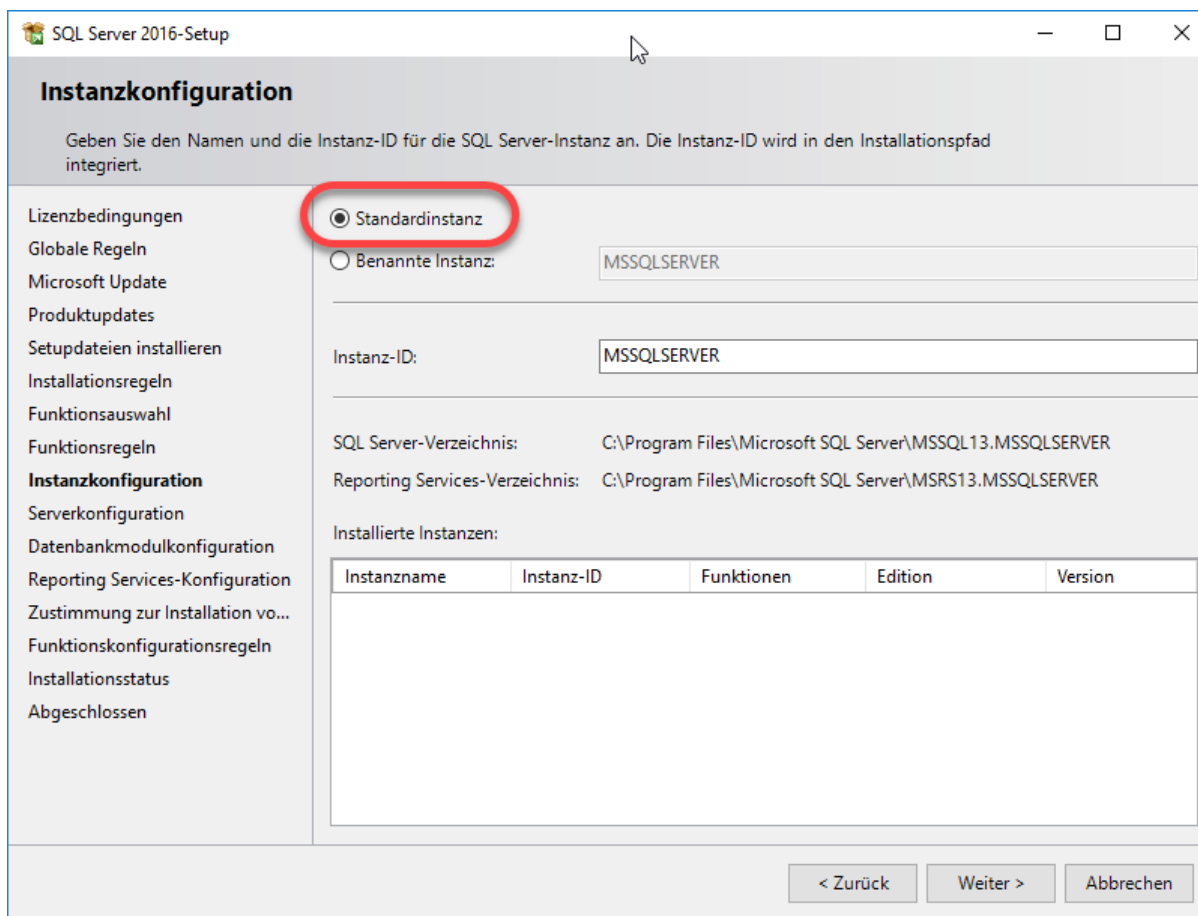 SQL Server 2016-Setup
Instanzkonfiguration
Geben Sie den Namen und die Instanz-ID für die SQL Server-Instanz an. Die Instanz-ID wird in den Installationspfad
integriert.
Lizenzbedingungen
Globale Regeln
Microsoft Update
Produktupdates
Setupdateien installieren
Installationsregeln
Funktionsauswahl
Funktionsregeln
Instanzkonfiguration
Serverkonfiguration
Datenbankmodulkonfiguration
Reporting Services-Konfiguration
Zustimmung zur Installation vo...
Funktionskonfigurationsregeln
Installationsstatus
Abgeschlossen
Standardinstanz
Benannte Instanz: MSSQLSERVER
Instanz-ID: MSSQLSERVER
SQL Server-Verzeichnis: C:\Program Files\Microsoft SQL Server\MSSQL13.MSSQLSERVER
Reporting Services-Verzeichnis: C:\Program Files\Microsoft SQL Server\MSRS13.MSSQLSERVER
Installierte Instanzen:
Instanzname Instanz-ID Funktionen Edition Version
< Zurück Weiter > Abbrechen